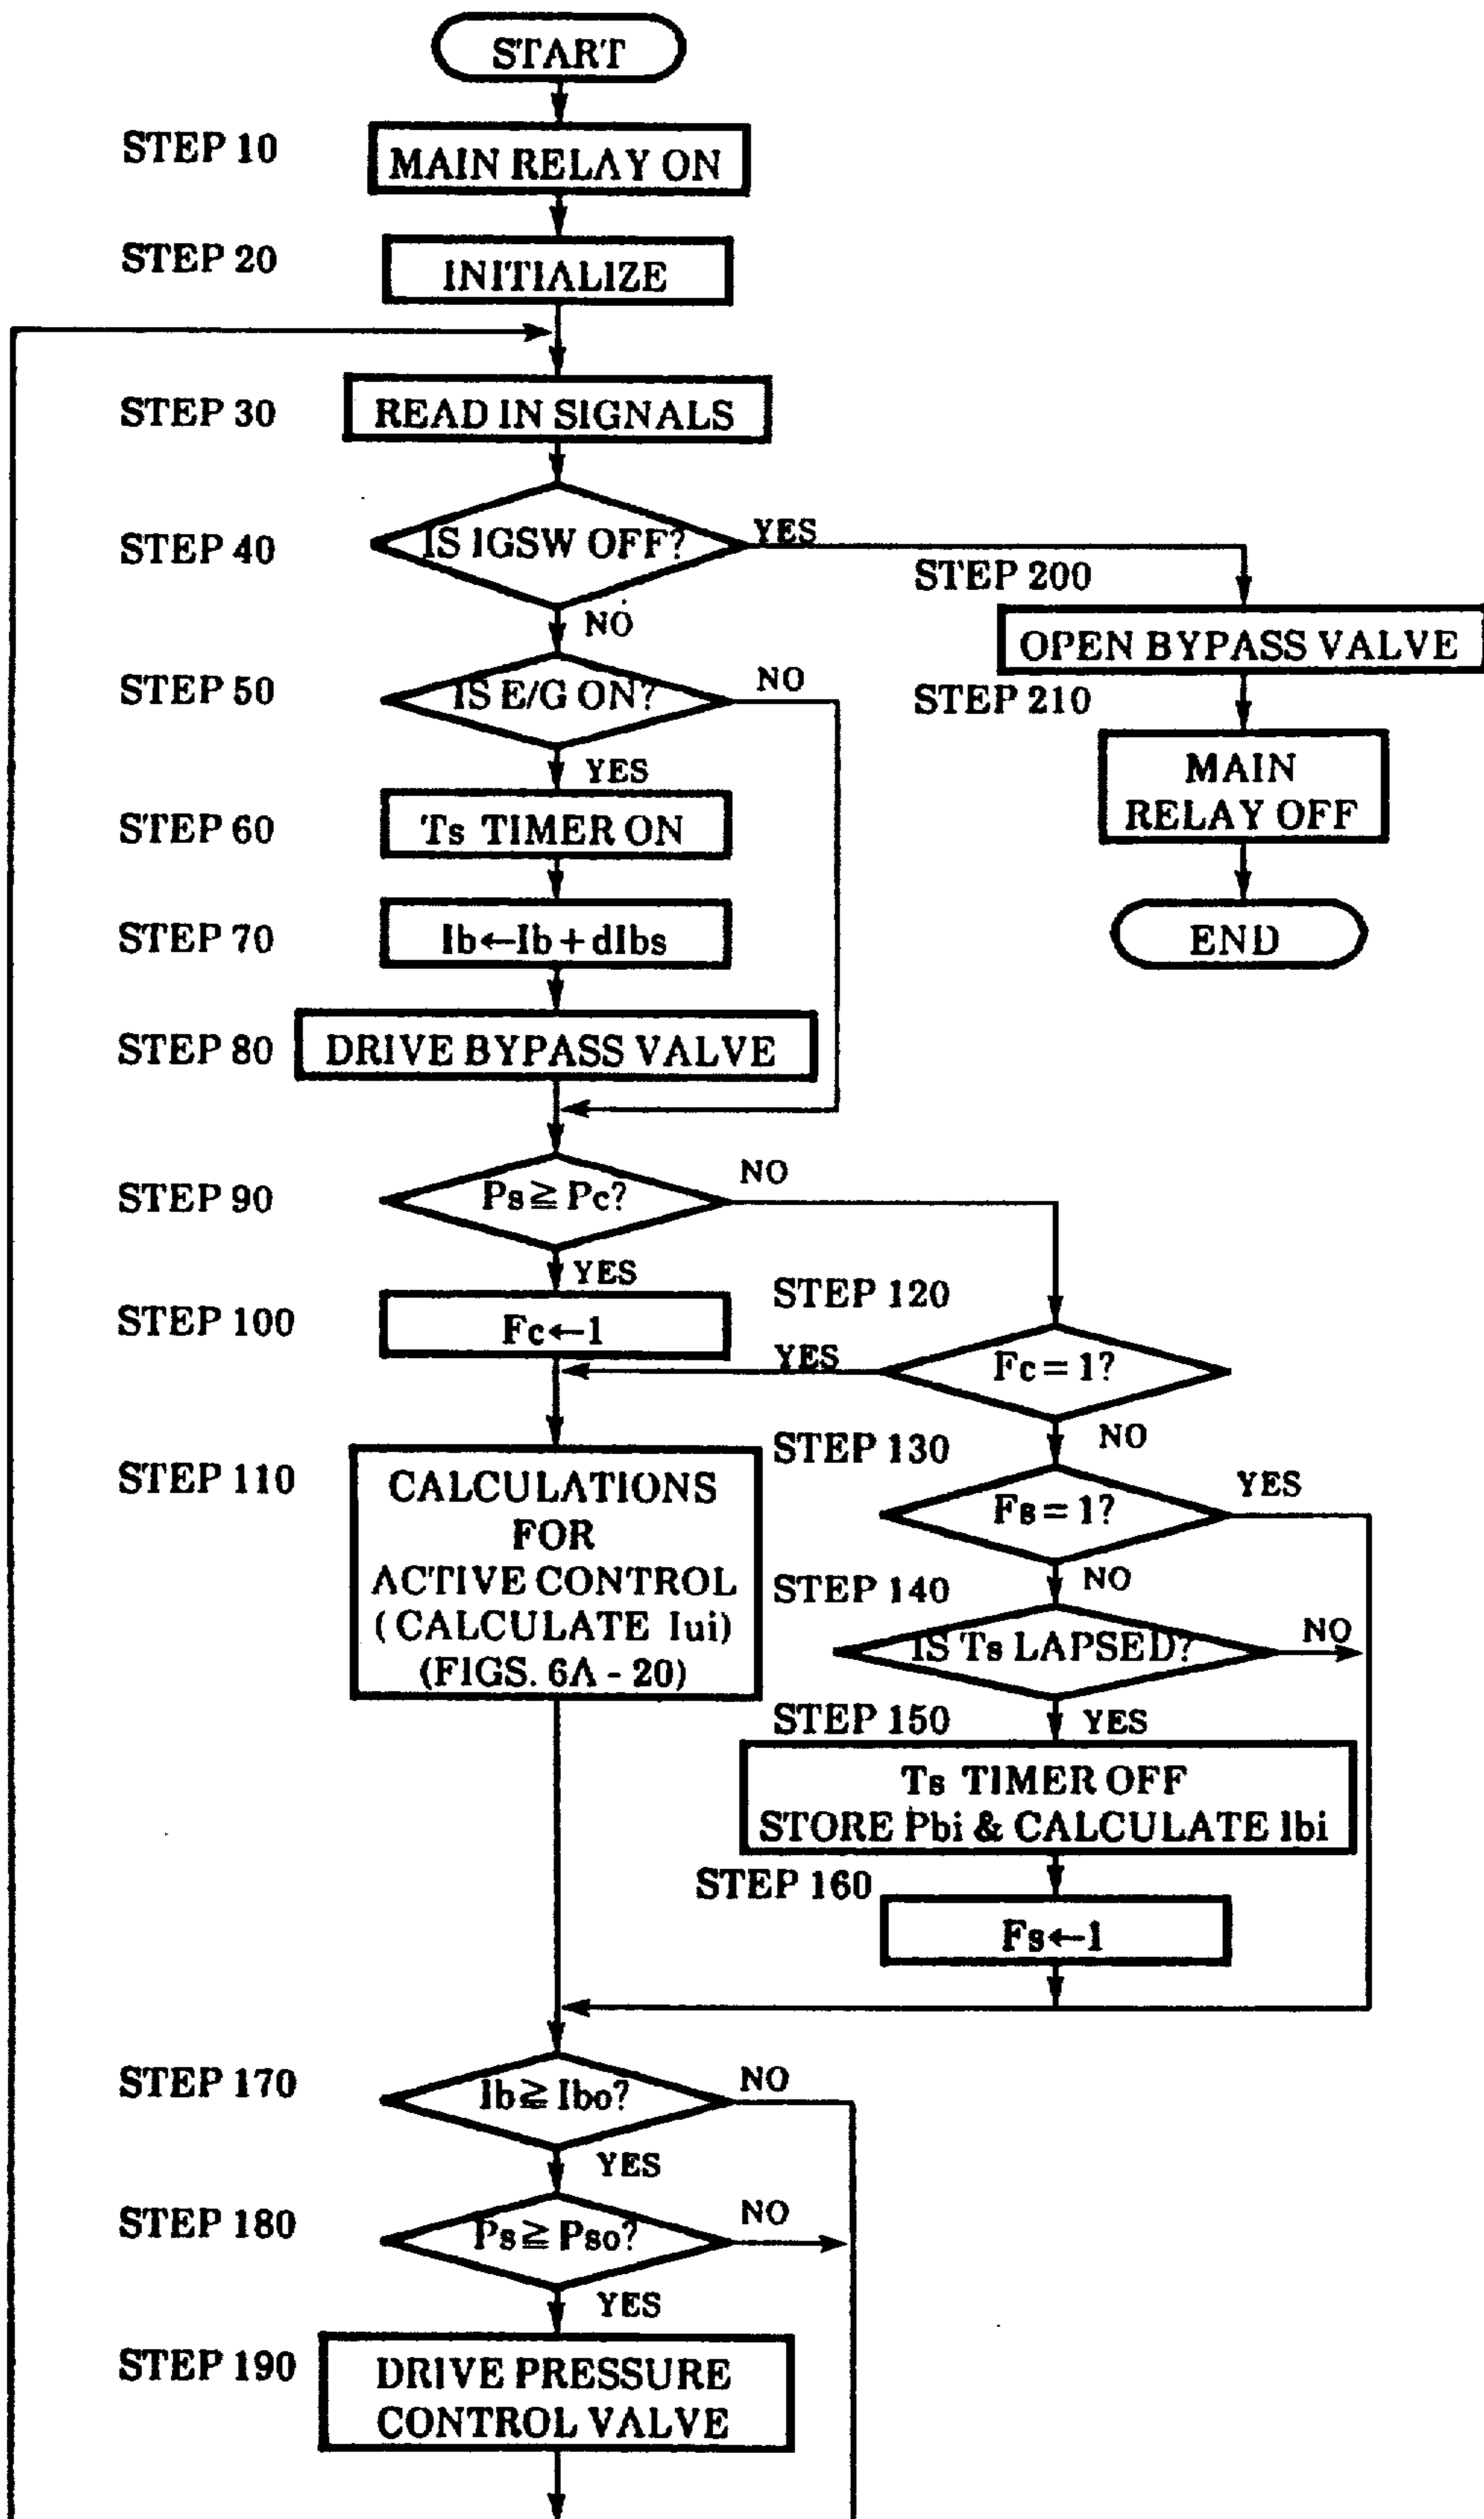 START
STEP 10
MAIN RELAY ON
STEP 20
INITIALIZE
STEP 30
READ IN SIGNALS
STEP 40
IS IGSW OFF?
YES
NO
STEP 200
OPEN BYPASS VALVE
STEP 50
IS E/G ON?
NO
YES
STEP 210
MAIN
RELAY OFF
END
STEP 60
Ts TIMER ON
STEP 70
Ib←Ib + dIbs
STEP 80
DRIVE BYPASS VALVE
STEP 90
Ps ≧ Pc?
NO
YES
STEP 100
Fc←1
STEP 120
Fc = 1?
YES
NO
STEP 110
CALCULATIONS
FOR
ACTIVE CONTROL
( CALCULATE Iui)
(FIGS. 6A - 20)
STEP 130
Fs = 1?
YES
NO
STEP 140
IS Ts LAPSED?
NO
YES
STEP 150
Ts TIMER OFF
STORE Pbi & CALCULATE Ibi
STEP 160
Fs←1
STEP 170
Ib ≧ Ibo?
NO
YES
STEP 180
Ps ≧ Pso?
NO
YES
STEP 190
DRIVE PRESSURE
CONTROL VALVE